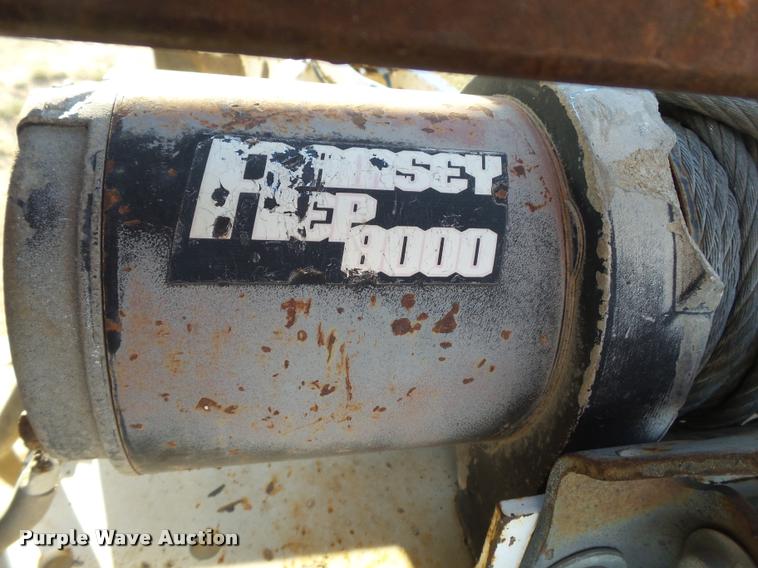 RAMSEY
REP
8000
Purple Wave Auction